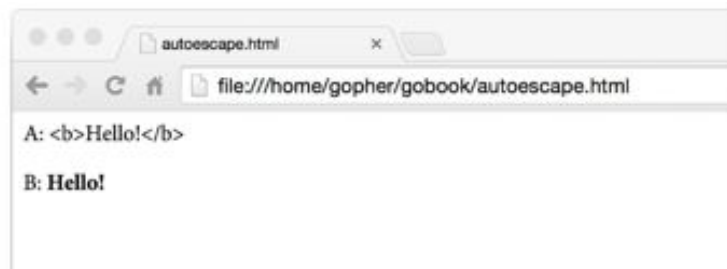 autoescape.html
file:///home/gopher/gobook/autoescape.html
A: <b>Hello!</b>
B: Hello!